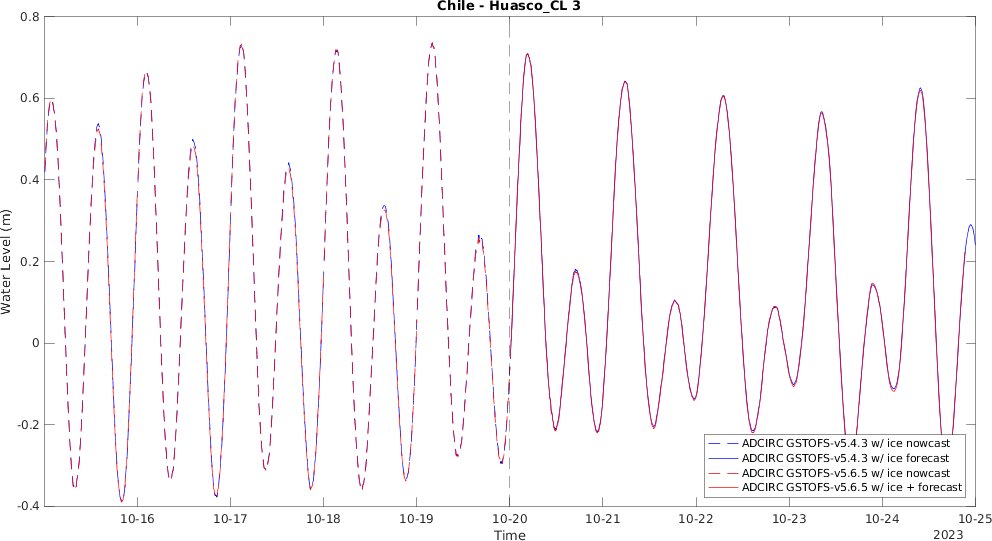 Chile - Huasco_CL 3
0.8
0.6
0.4
0.2
0
-0.2
-0.4
Water Level (m)
10-16
10-17
10-18
10-19
10-20
10-21
10-22
10-23
10-24
10-25
Time
2023
ADCIRC GSTOFS-v5.4.3 w/ ice nowcast
ADCIRC GSTOFS-v5.4.3 w/ ice forecast
ADCIRC GSTOFS-v5.6.5 w/ ice nowcast
ADCIRC GSTOFS-v5.6.5 w/ ice + forecast